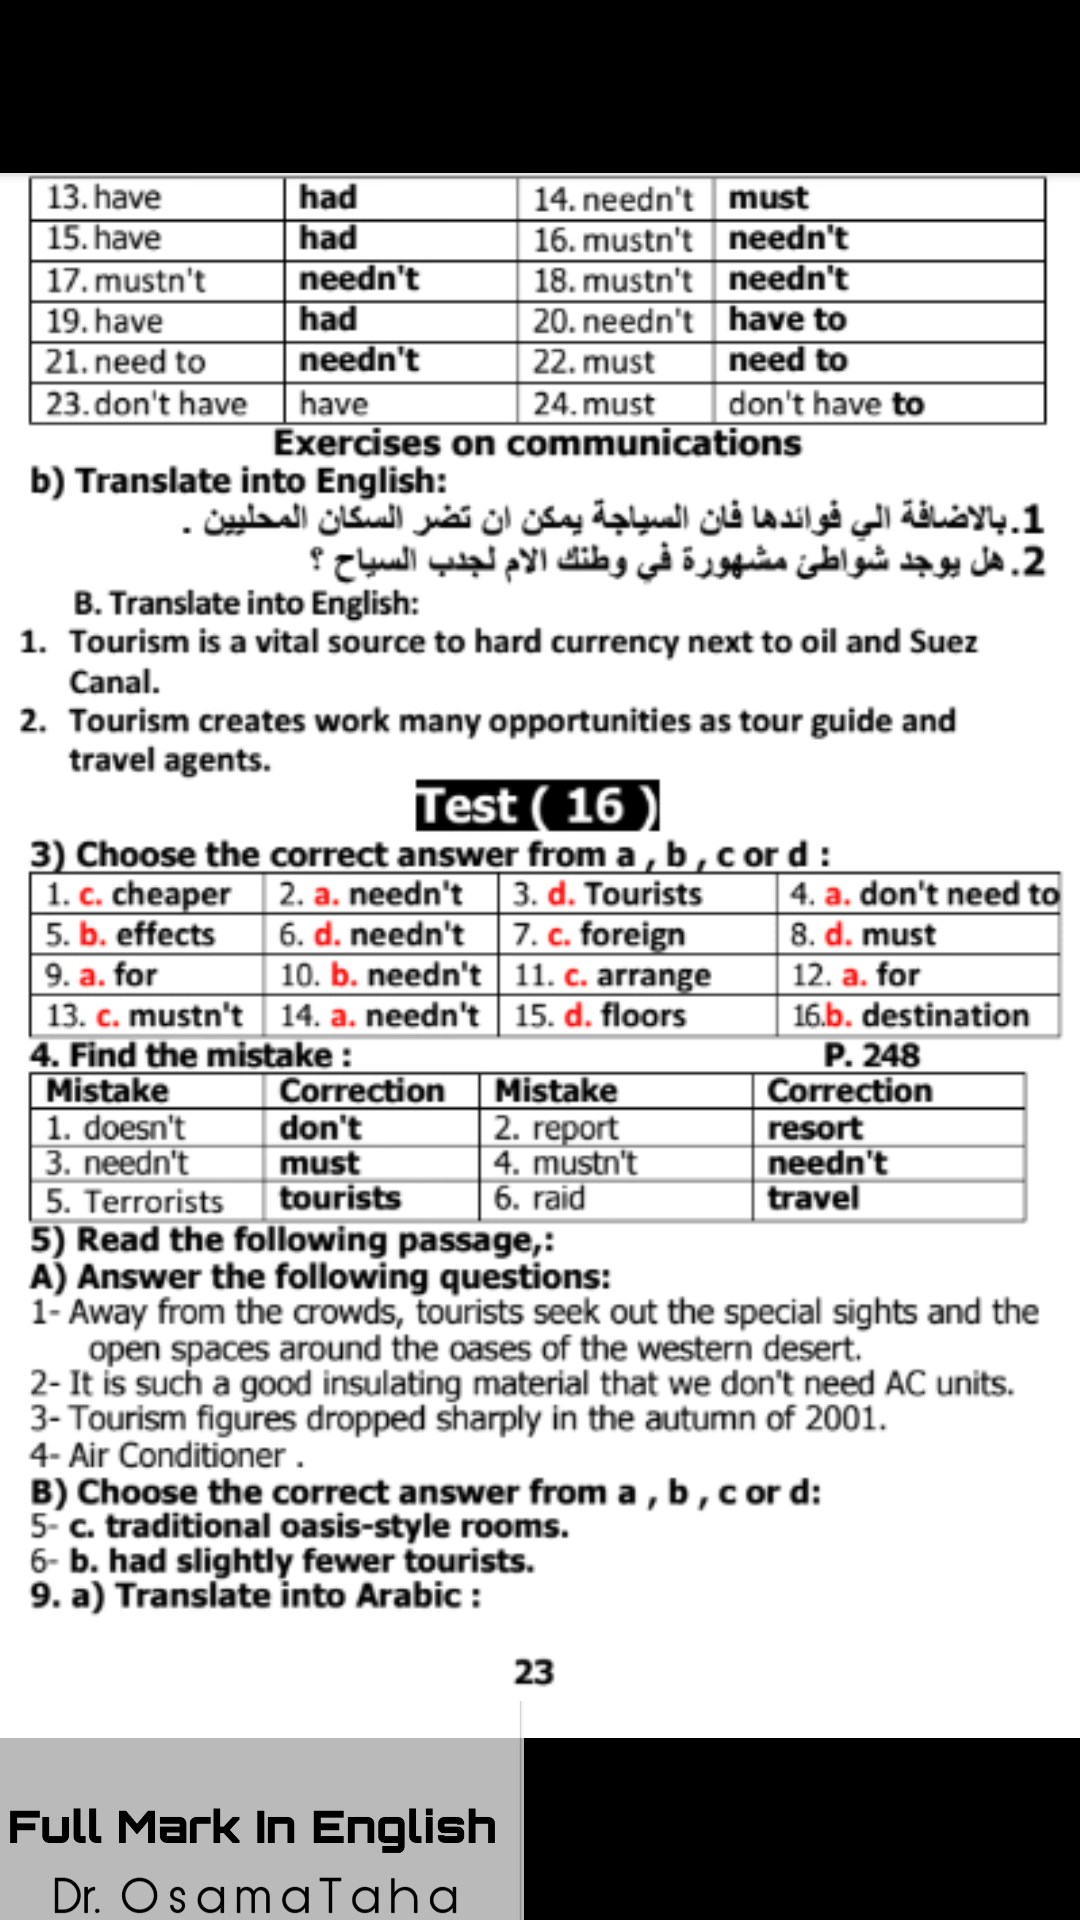 13. have had 14. needn't must
15. have had 16. mustn't needn't
17. mustn't needn't 18. mustn't needn't
19. have had 20. needn't have to
21. need to needn't 22. must need to
23. don't have have 24. must don't have to
Exercises on communications
b) Translate into English:
1. بالاضافة الي فوائدها فان السياجة يمكن ان تضر السكان المحليين .
2. هل يوجد شواطئ مشهورة في وطنك الام لجدب السياح ؟
B. Translate into English:
1. Tourism is a vital source to hard currency next to oil and Suez
Canal.
2. Tourism creates work many opportunities as tour guide and
travel agents.
Test ( 16 )
3) Choose the correct answer from a , b , c or d :
1. c. cheaper 2. a. needn't 3. d. Tourists 4. a. don't need to
5. b. effects 6. d. needn't 7. c. foreign 8. d. must
9. a. for 10. b. needn't 11. c. arrange 12. a. for
13. c. mustn't 14. a. needn't 15. d. floors 16.b. destination
4. Find the mistake : P. 248
Mistake Correction Mistake Correction
1. doesn't don't 2. report resort
3. needn't must 4. mustn't needn't
5. Terrorists tourists 6. raid travel
5) Read the following passage,:
A) Answer the following questions:
1- Away from the crowds, tourists seek out the special sights and the
open spaces around the oases of the western desert.
2- It is such a good insulating material that we don't need AC units.
3- Tourism figures dropped sharply in the autumn of 2001.
4- Air Conditioner .
B) Choose the correct answer from a , b , c or d:
5- c. traditional oasis-style rooms.
6- b. had slightly fewer tourists.
9. a) Translate into Arabic :
23
Full Mark In English
Dr. OsamaTaha